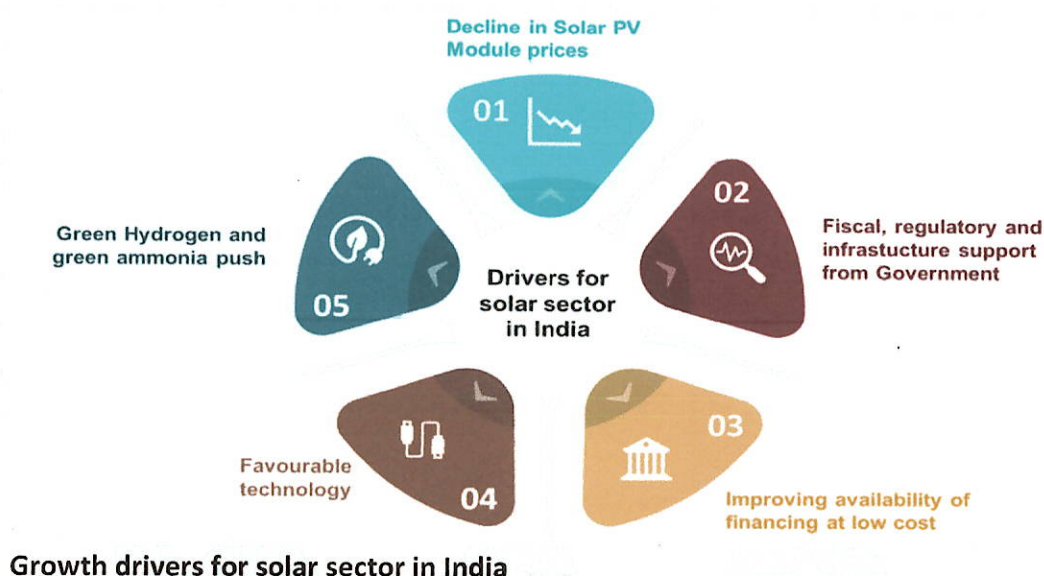 Decline in Solar PV
Module prices
01
02
Fiscal, regulatory and
infrastucture support
from Government
03
Improving availability of
financing at low cost
04
Favourable
technology
05
Green Hydrogen and
green ammonia push
Drivers for
solar sector
in India
Growth drivers for solar sector in India